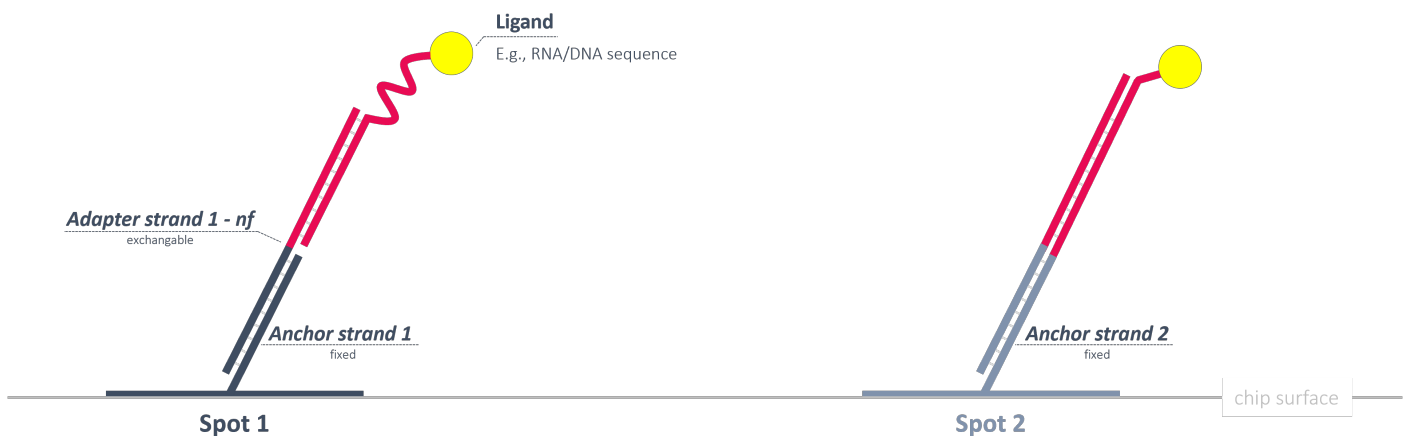 Ligand
E.g., RNA/DNA sequence
Adapter strand 1 - nf
exchangable
Anchor strand 1
fixed
Anchor strand 2
fixed
chip surface
Spot 1
Spot 2